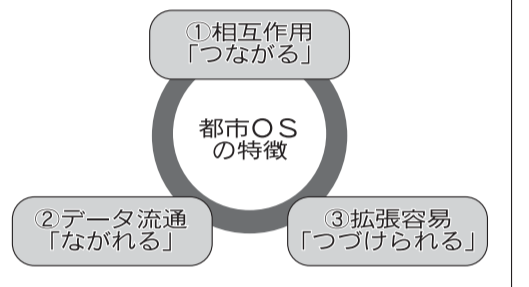 ①相互作用
「つながる」
都市OS
の特徴
②データ流通
「ながれる」
③拡張容易
「つづけられる」